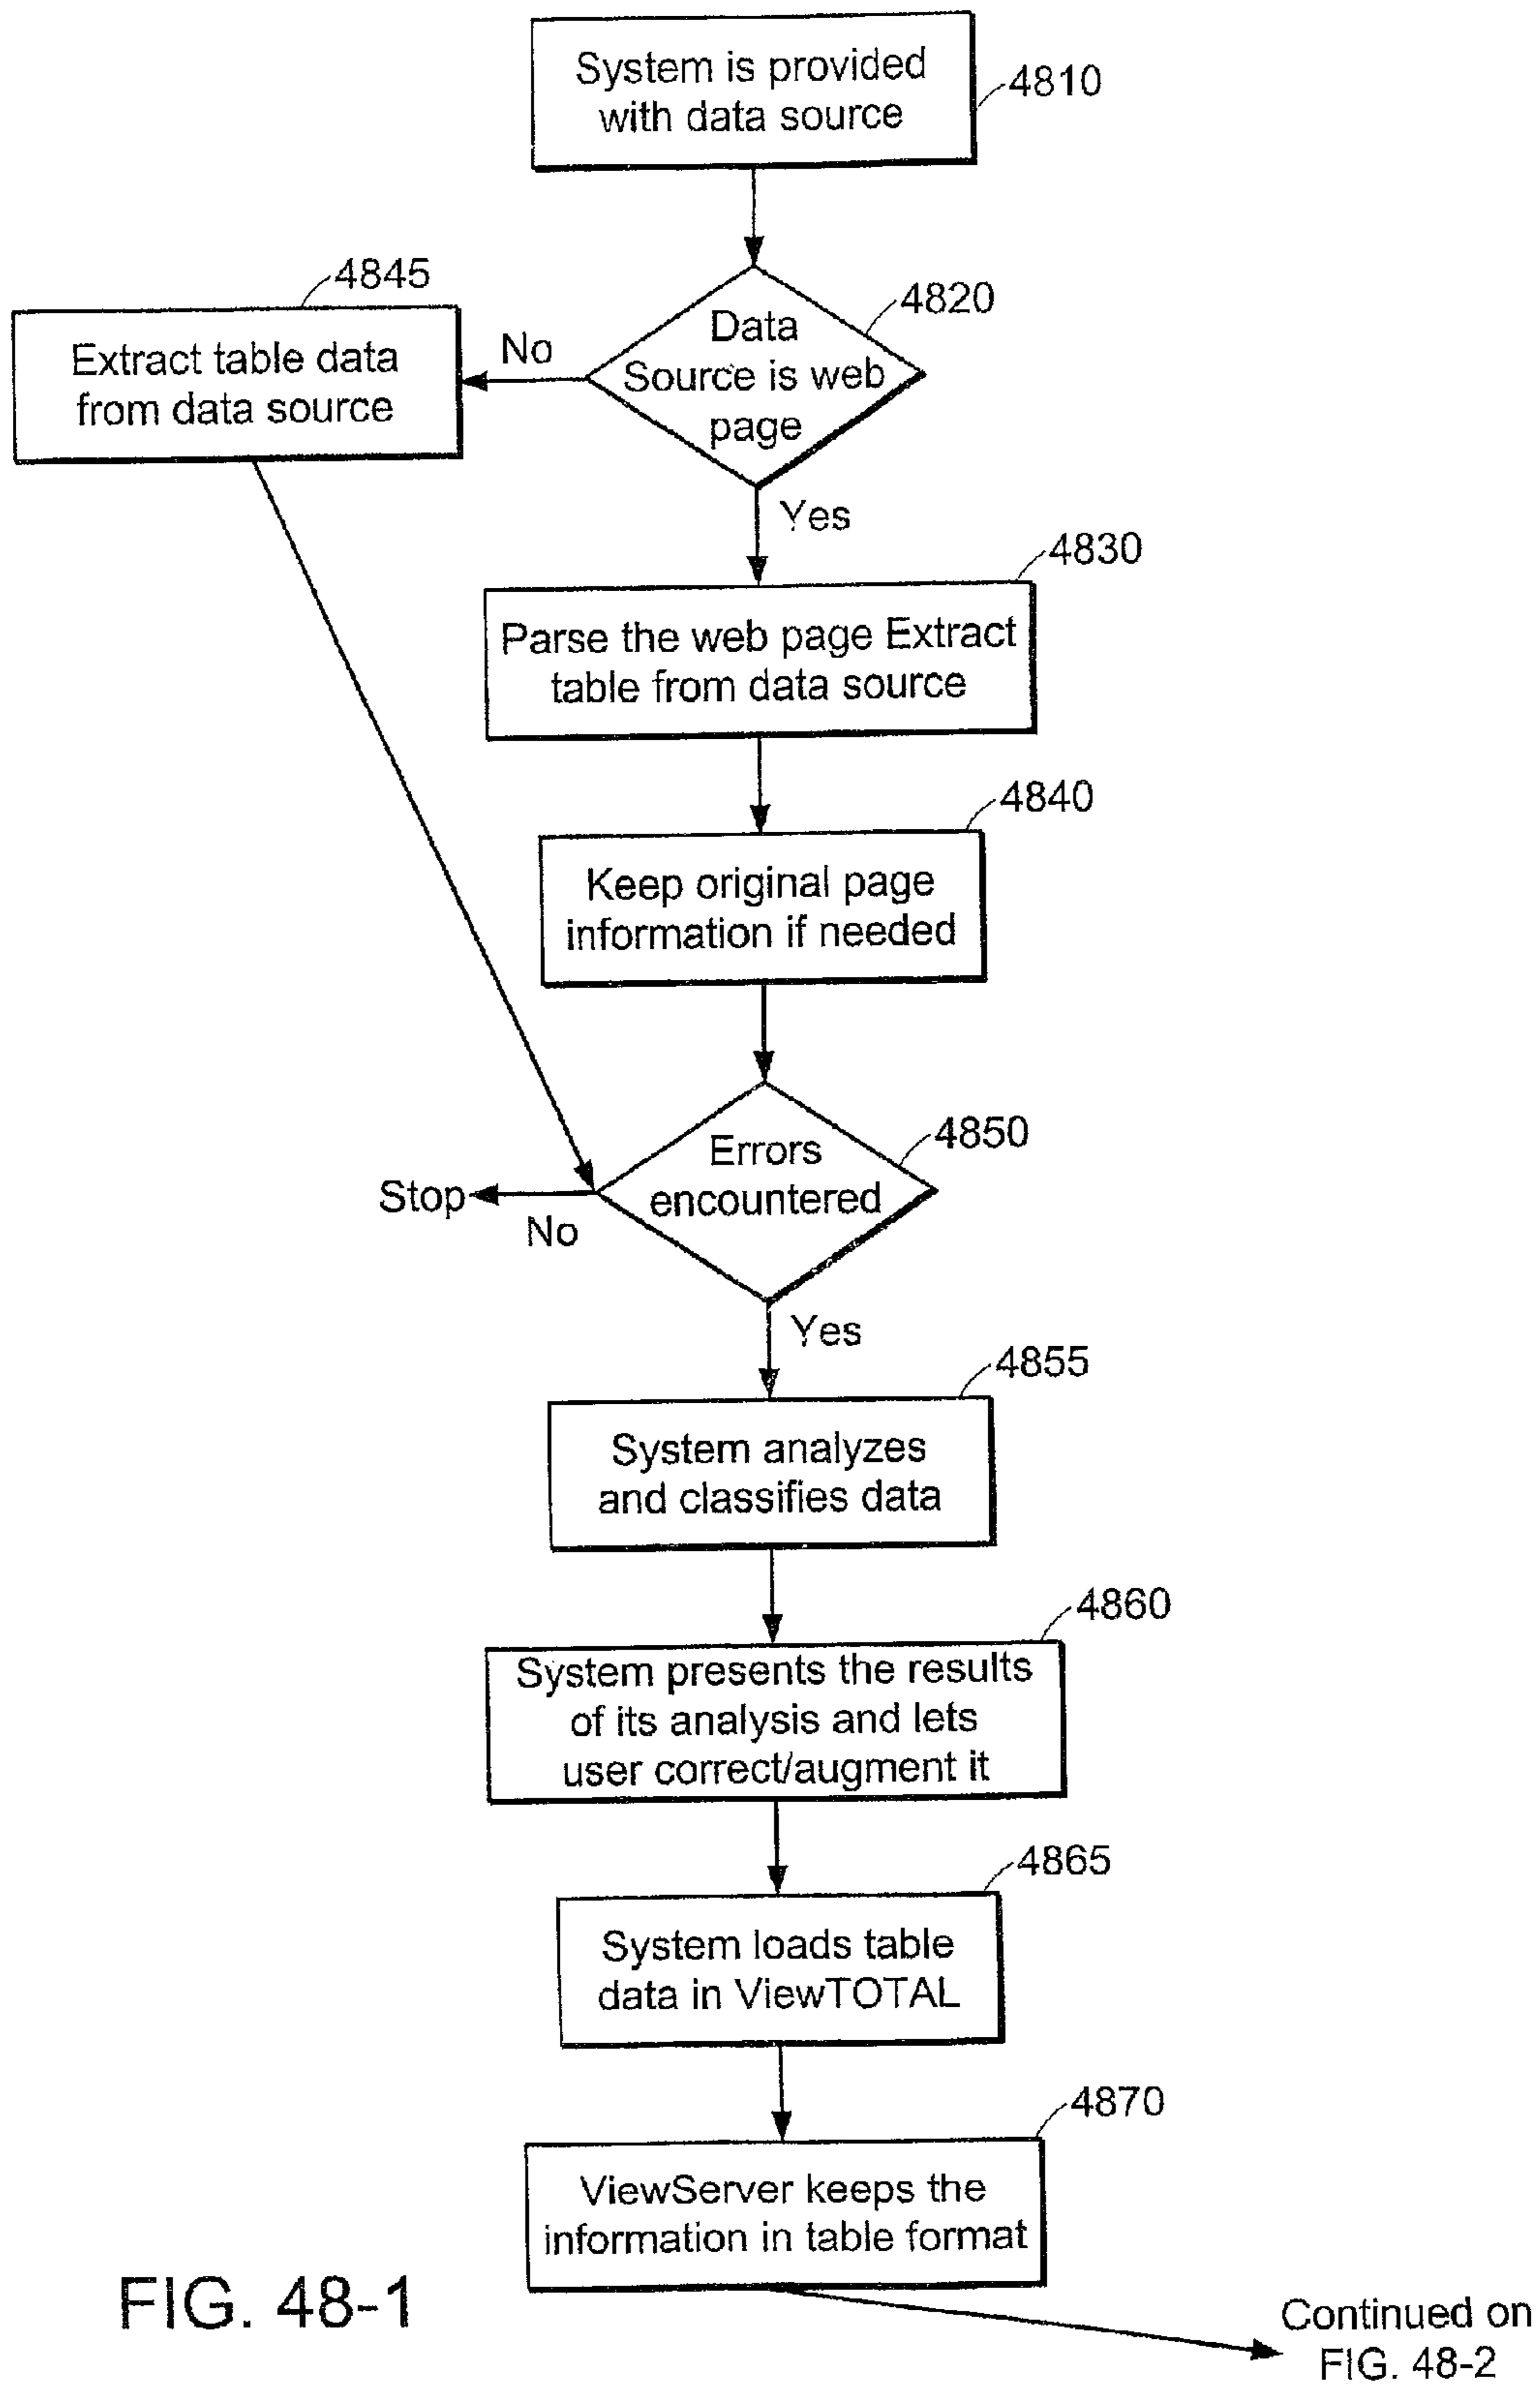 System is provided
with data source
4810
4845
4820
Extract table data
from data source
No
Data
Source is web
page
Yes
4830
Parse the web page Extract
table from data source
4840
Keep original page
information if needed
4850
Errors
encountered
Stop
No
Yes
4855
System analyzes
and classifies data
4860
System presents the results
of its analysis and lets
user correct/augment it
4865
System loads table
data in ViewTOTAL
4870
ViewServer keeps the
information in table format
FIG. 48-1
Continued on
FIG. 48-2